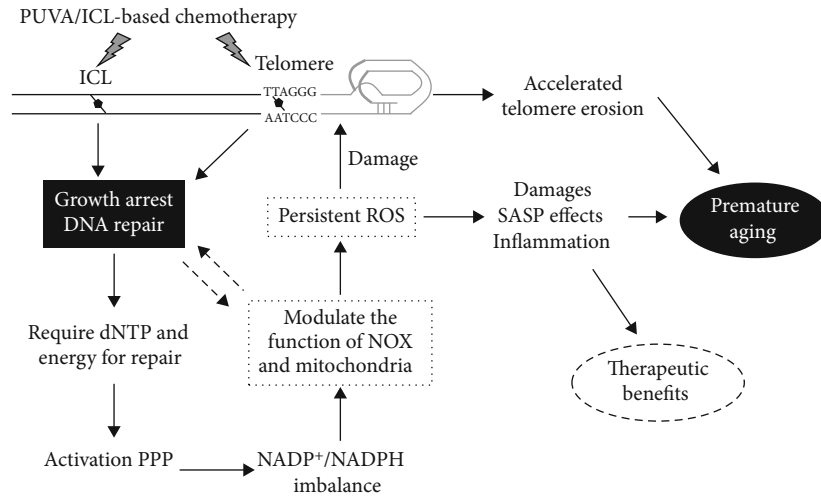 PUVA/ICL-based chemotherapy
ICL
Telomere
TTAGGG
AATCCC
Accelerated
telomere erosion
Damage
Growth arrest
DNA repair
Persistent ROS
Damages
SASP effects
Inflammation
Premature
aging
Require dNTP and
energy for repair
Modulate the
function of NOX
and mitochondria
Therapeutic
benefits
Activation PPP
NADP⁺/NADPH
imbalance